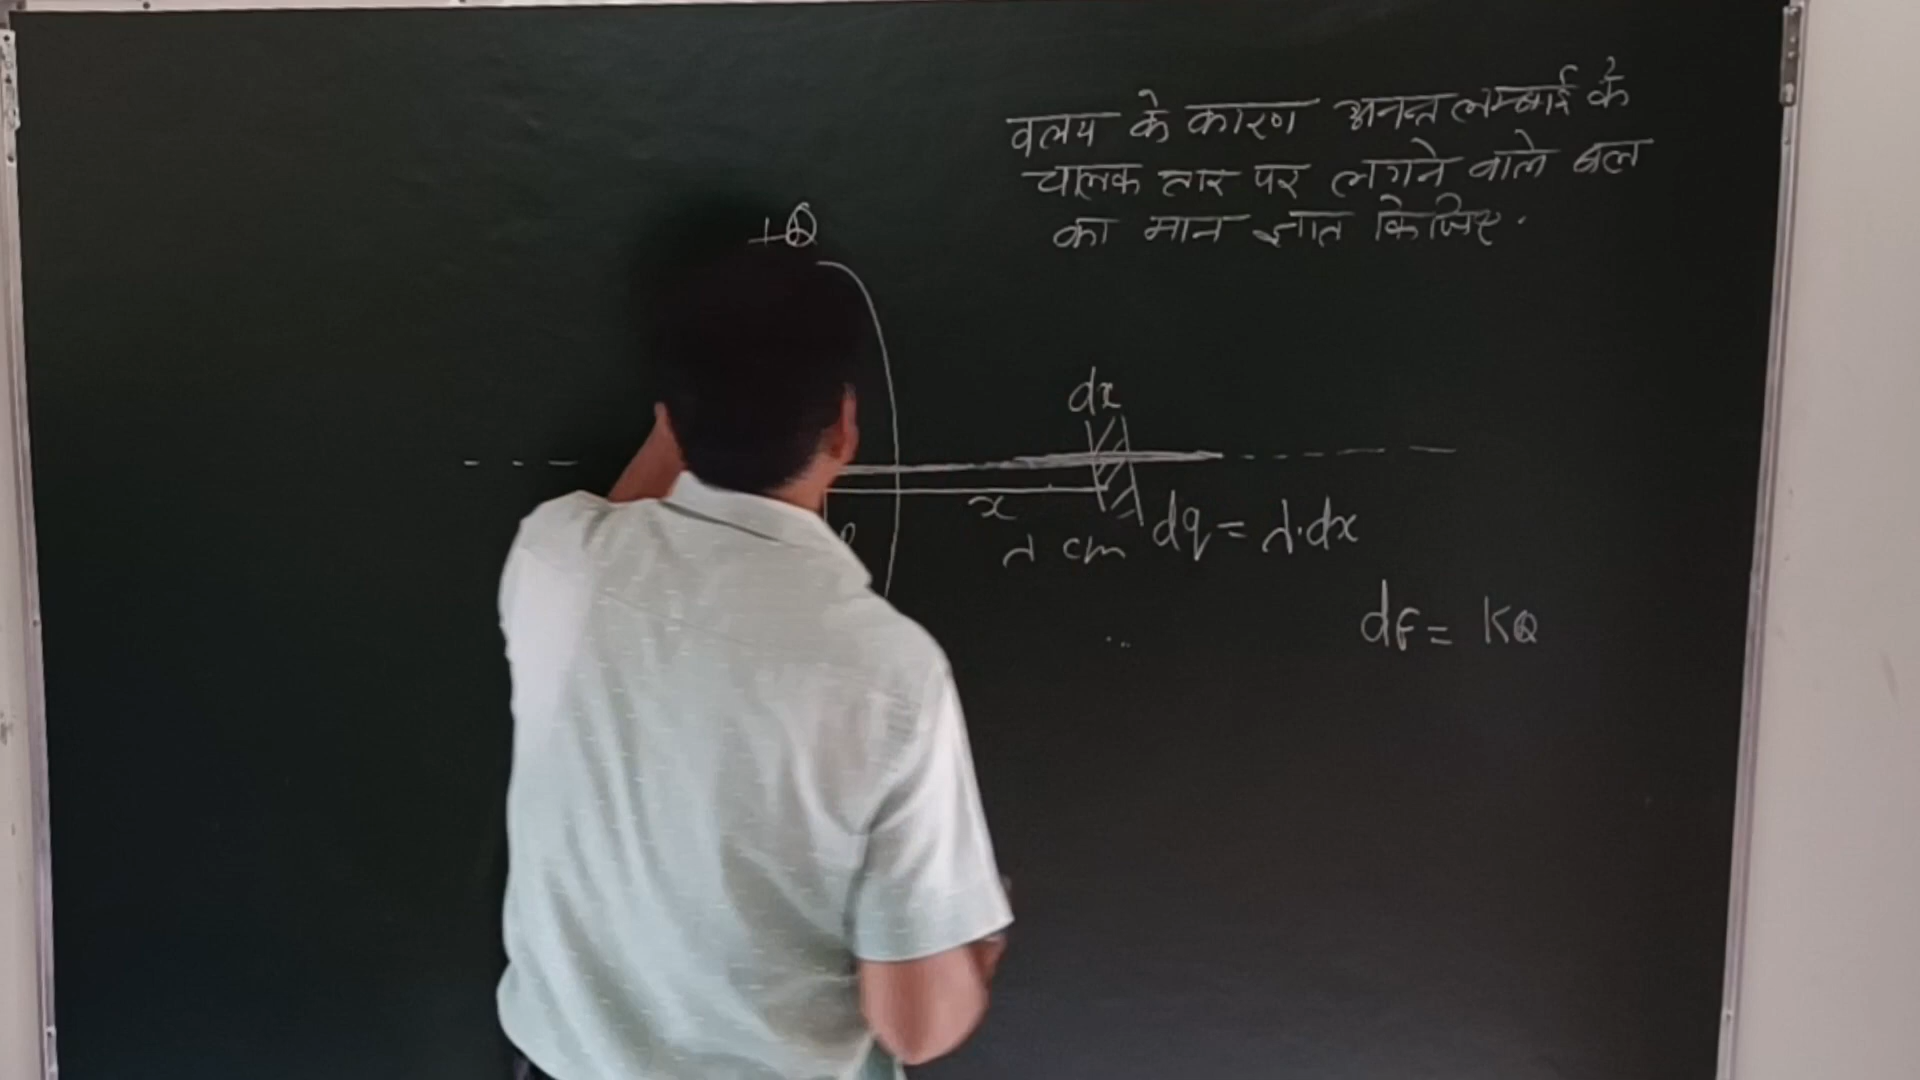 वलय के कारण अनन्त लम्बाई के
चालक तार पर लगने वाले बल
का मान ज्ञात किजिए.
+Q
dx
x
λ cm dq = λ·dx
dF = KQ